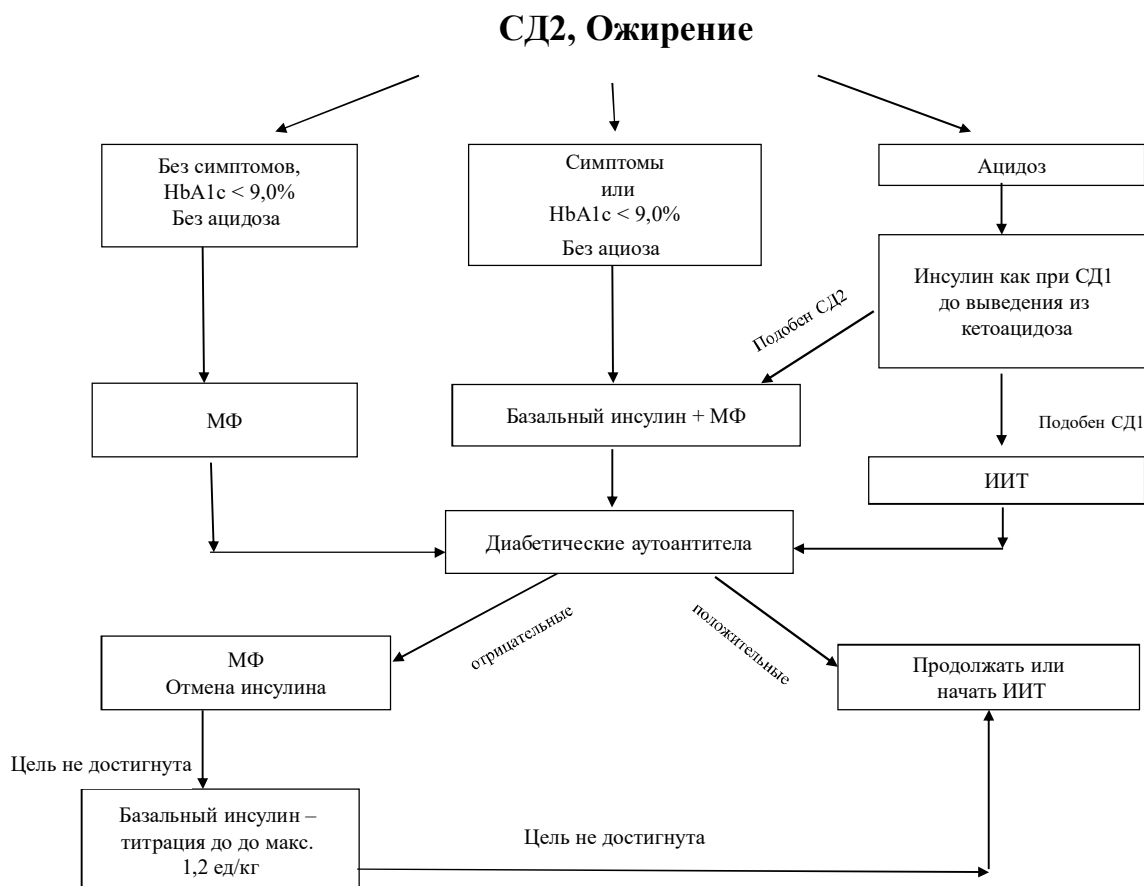 СД2, Ожирение
Без симптомов,
HbA1c < 9,0%
Без ацидоза
Симптомы
или
HbA1c < 9,0%
Без ациоза
Ацидоз
Инсулин как при СД1
до выведения из
кетоацидоза
Подобен СД2
МФ
Базальный инсулин + МФ
Подобен СД1
ИИТ
Диабетические аутоантитела
отрицательные
положительные
МФ
Отмена инсулина
Продолжать или
начать ИИТ
Цель не достигнута
Базальный инсулин –
титрация до до макс.
1,2 ед/кг
Цель не достигнута